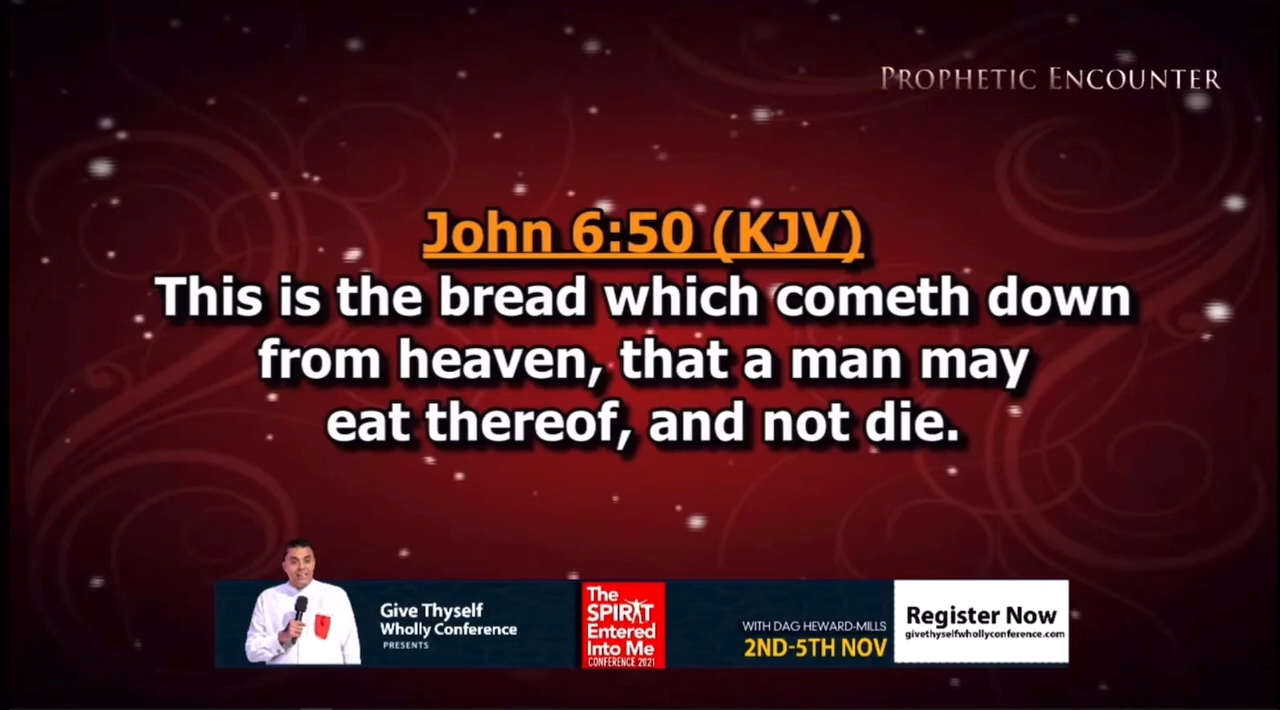 PROPHETIC ENCOUNTER
John 6:50 (KJV)
This is the bread which cometh down
from heaven, that a man may
eat thereof, and not die.
Give Thyself
Wholly Conference
PRESENTS
The
SPIRIT
Entered
Into Me
CONFERENCE 2021
WITH DAG HEWARD-MILLS
2ND-5TH NOV
Register Now
givethyselfwhollyconference.com